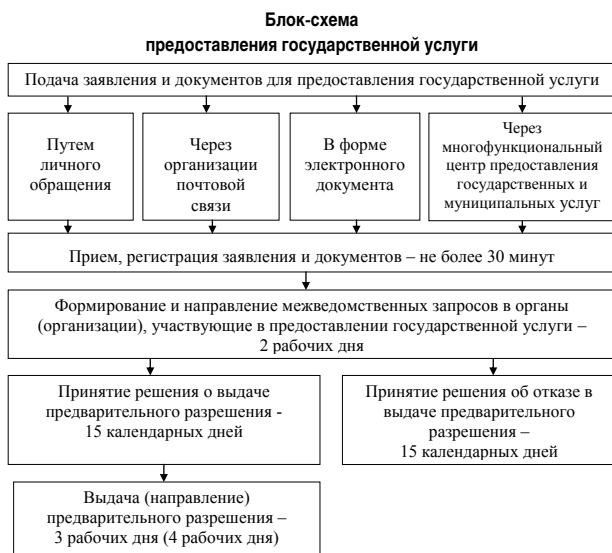 Блок-схема
предоставления государственной услуги
Подача заявления и документов для предоставления государственной услуги
Путем
личного
обращения
Через
организации
почтовой
связи
В форме
электронного
документа
Через
многофункциональный
центр предоставления
государственных и
муниципальных услуг
Прием, регистрация заявления и документов – не более 30 минут
Формирование и направление межведомственных запросов в органы
(организации), участвующие в предоставлении государственной услуги –
2 рабочих дня
Принятие решения о выдаче
предварительного разрешения -
15 календарных дней
Принятие решения об отказе в
выдаче предварительного
разрешения –
15 календарных дней
Выдача (направление)
предварительного разрешения –
3 рабочих дня (4 рабочих дня)